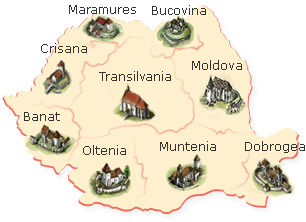 Maramures
Bucovina
Crisana
Transilvania
Moldova
Banat
Oltenia
Muntenia
Dobrogea